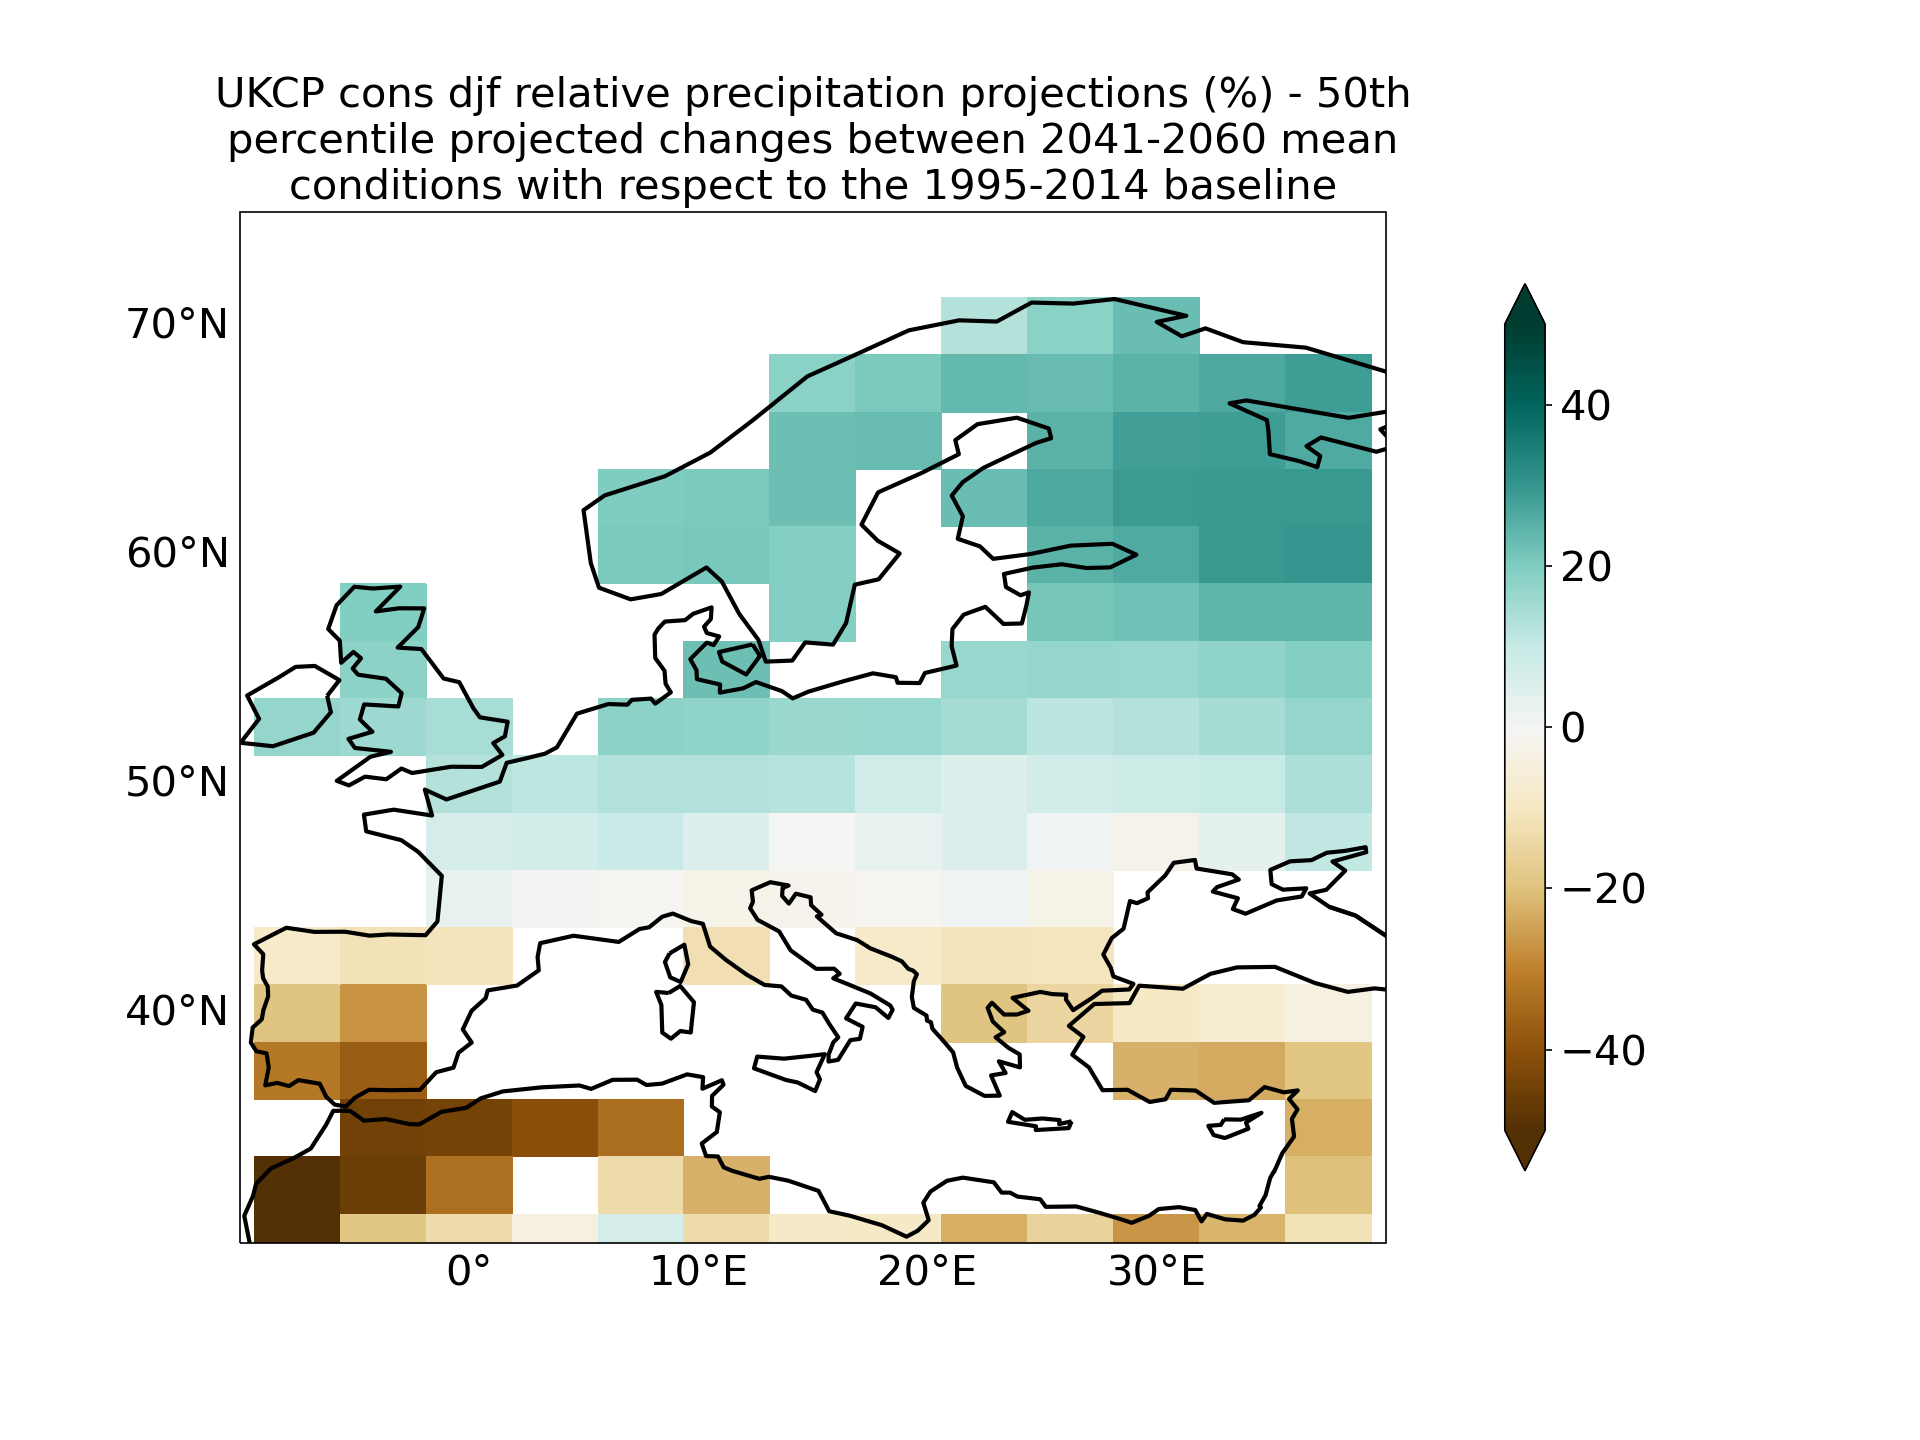 UKCP cons djf relative precipitation projections (%) - 50th
percentile projected changes between 2041-2060 mean
conditions with respect to the 1995-2014 baseline
70°N
60°N
50°N
40°N
0°
10°E
20°E
30°E
40
20
0
−20
−40